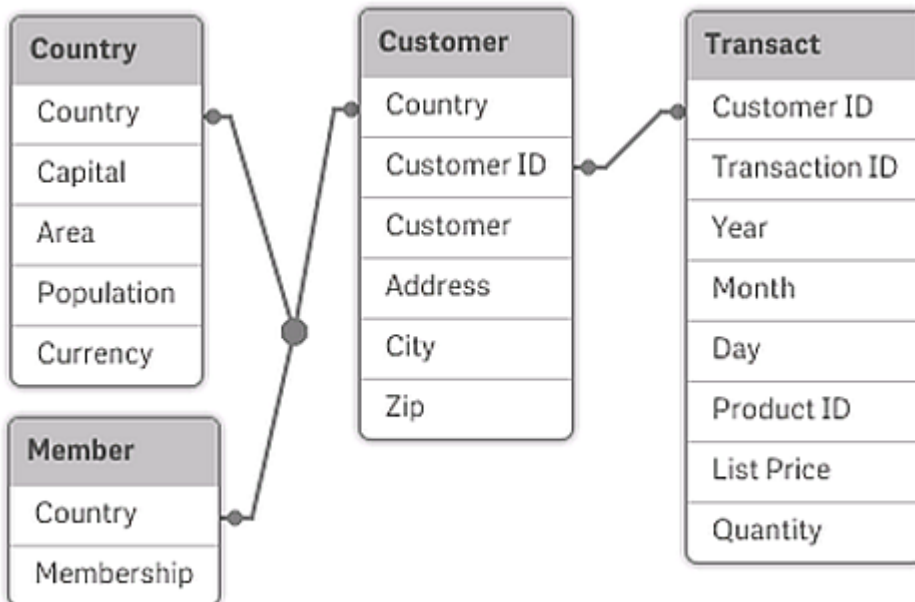 Country
Country
Capital
Area
Population
Currency
Member
Country
Membership
Customer
Country
Customer ID
Customer
Address
City
Zip
Transact
Customer ID
Transaction ID
Year
Month
Day
Product ID
List Price
Quantity